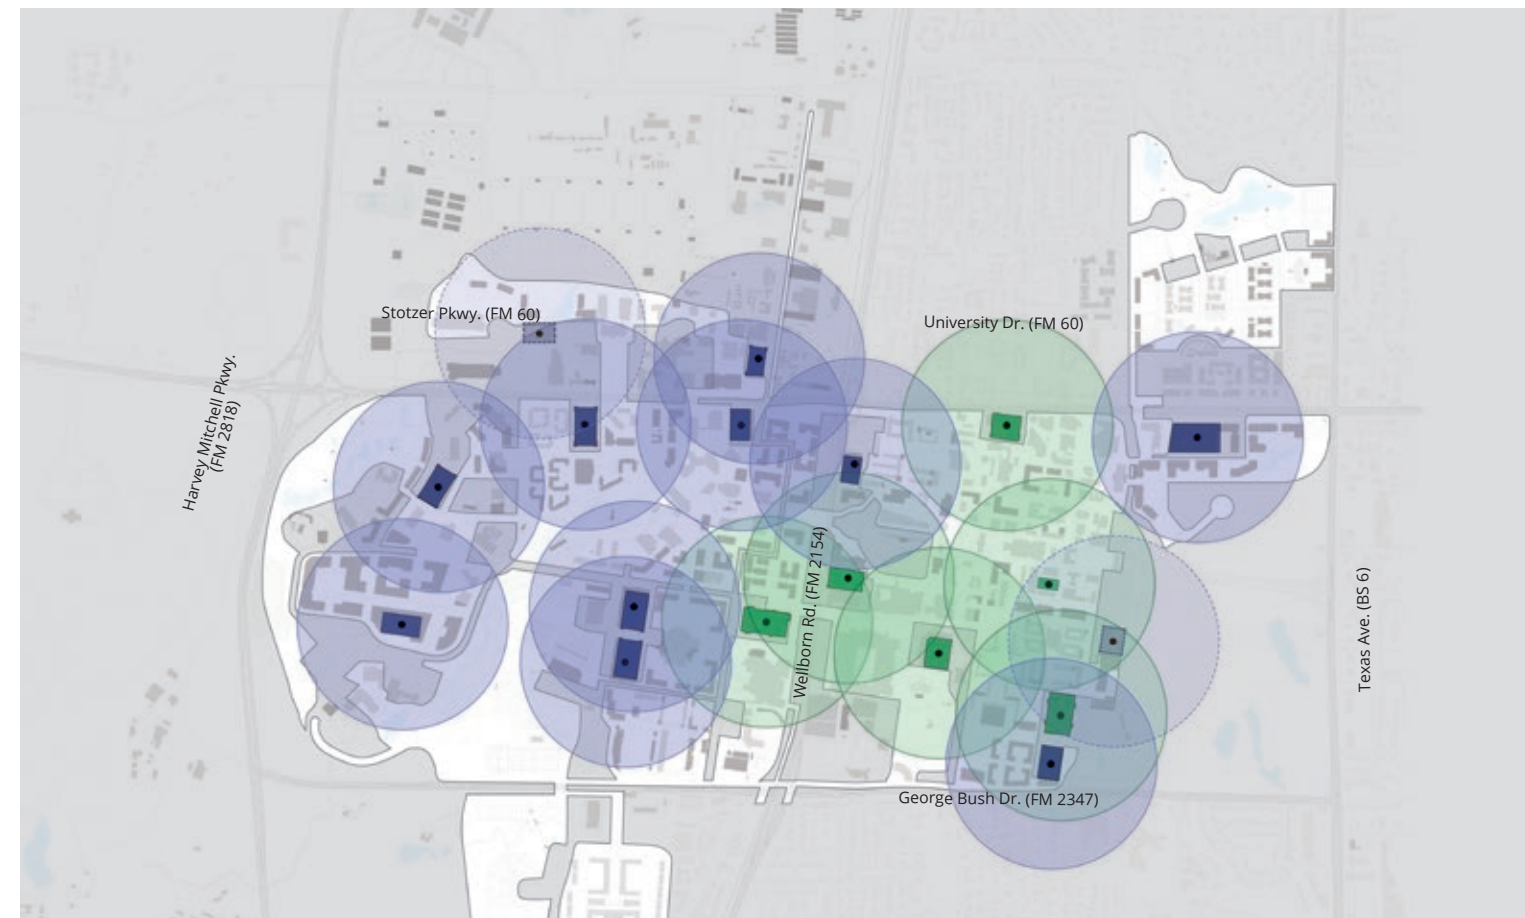 Stotzer Pkwy. (FM 60)
University Dr. (FM 60)
Harvey Mitchell Pkwy.
(FM 2818)
Wellborn Rd. (FM 2154)
Texas Ave. (BS 6)
George Bush Dr. (FM 2347)